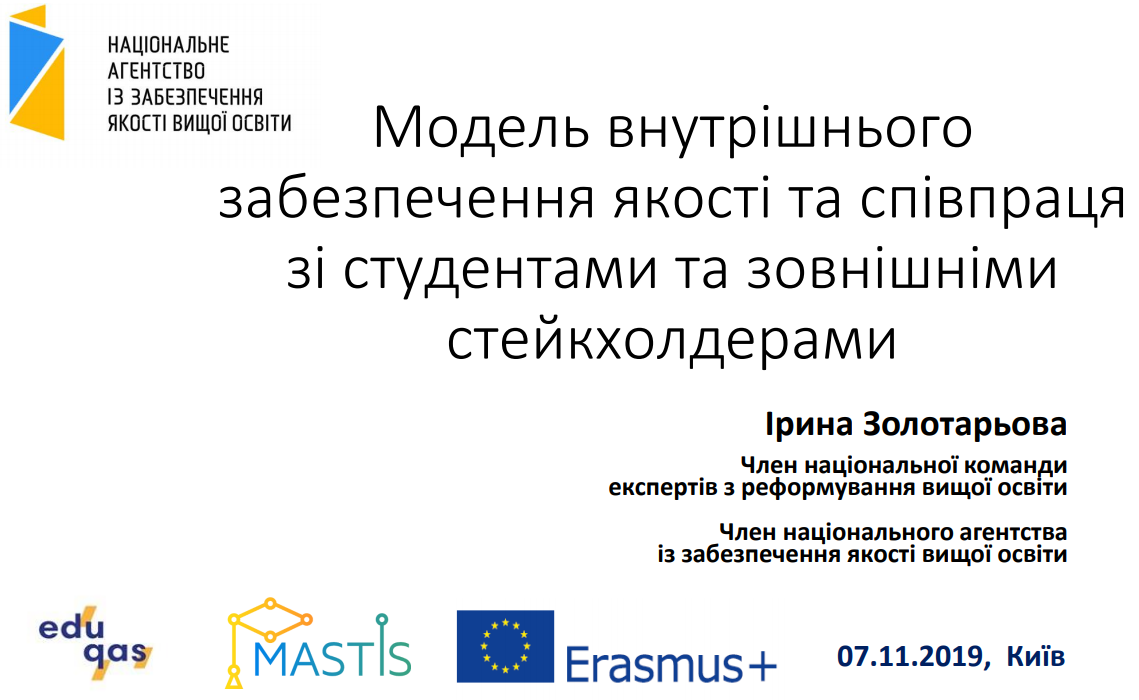 НАЦІОНАЛЬНЕ
АГЕНТСТВО
ІЗ ЗАБЕЗПЕЧЕННЯ
ЯКОСТІ ВИЩОЇ ОСВІТИ
Модель внутрішнього
забезпечення якості та співпраця
зі студентами та зовнішніми
стейкхолдерами
Ірина Золотарьова
Член національної команди
експертів з реформування вищої освіти
Член національного агентства
із забезпечення якості вищої освіти
edu
qas
MASTIS
Erasmus+
07.11.2019, Київ